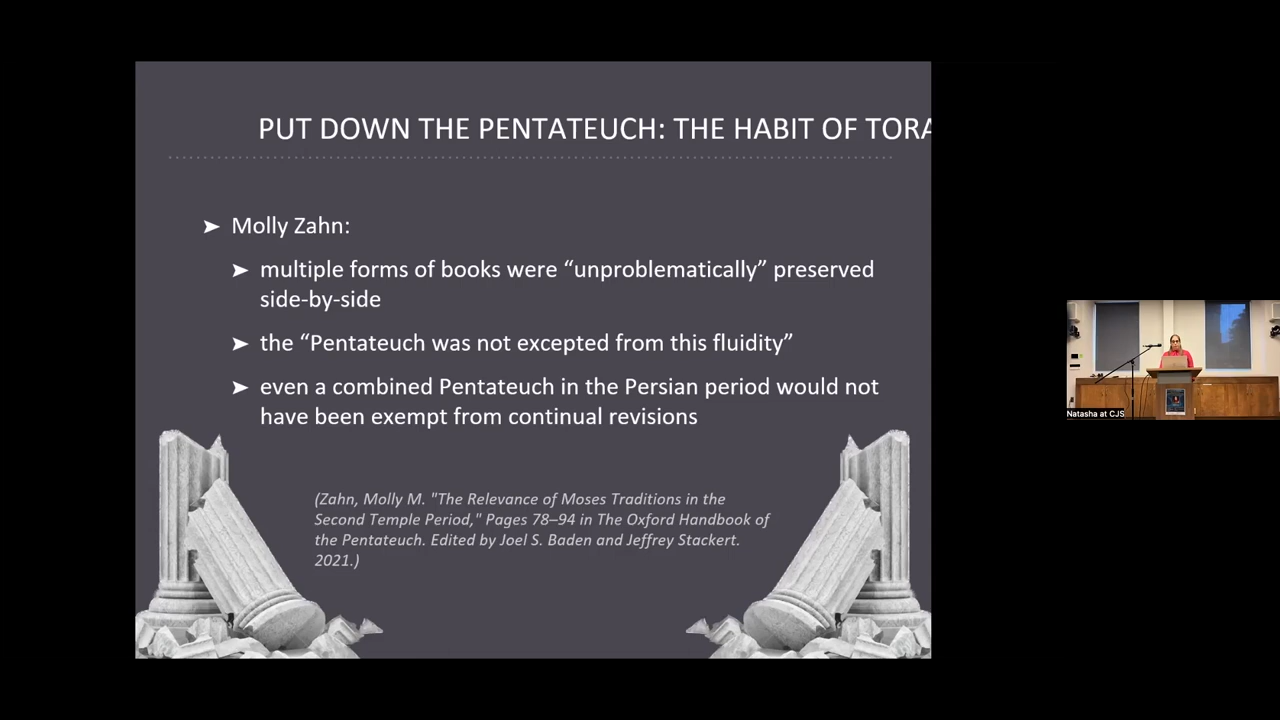 PUT DOWN THE PENTATEUCH: THE HABIT OF TORA
➤ Molly Zahn:
➤ multiple forms of books were “unproblematically” preserved
side-by-side
➤ the “Pentateuch was not excepted from this fluidity”
➤ even a combined Pentateuch in the Persian period would not
have been exempt from continual revisions
(Zahn, Molly M. "The Relevance of Moses Traditions in the
Second Temple Period," Pages 78–94 in The Oxford Handbook of
the Pentateuch. Edited by Joel S. Baden and Jeffrey Stackert.
2021.)
Natasha at CJS